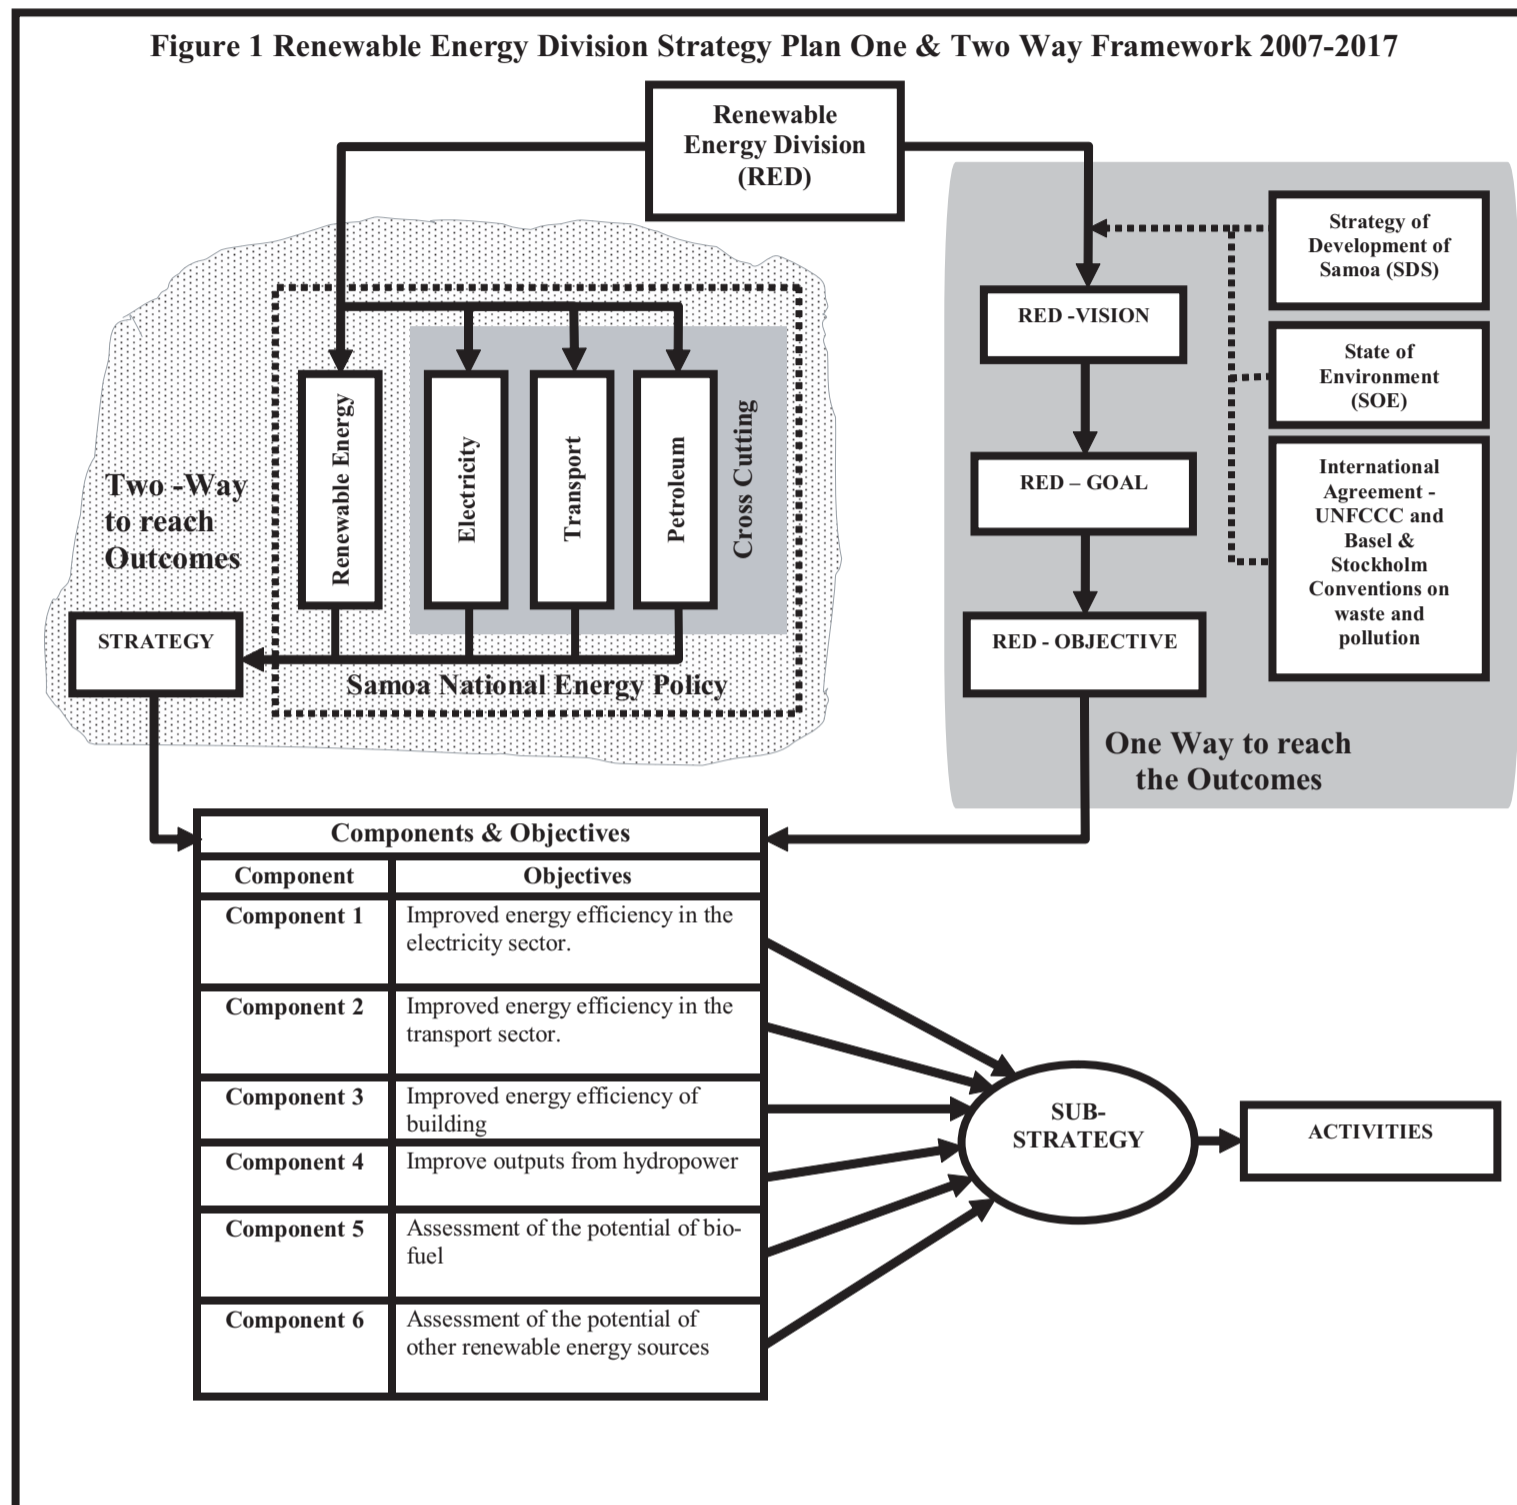 Figure 1 Renewable Energy Division Strategy Plan One & Two Way Framework 2007-2017
Renewable
Energy Division
(RED)
Strategy of
Development of
Samoa (SDS)
State of
Environment
(SOE)
International
Agreement -
UNFCCC and
Basel &
Stockholm
Conventions on
waste and
pollution
RED -VISION
RED – GOAL
RED - OBJECTIVE
One Way to reach
the Outcomes
Two -Way
to reach
Outcomes
Renewable Energy
Electricity
Transport
Petroleum
Cross Cutting
STRATEGY
Samoa National Energy Policy
Components & Objectives
Component
Objectives
Component 1
Improved energy efficiency in the
electricity sector.
Component 2
Improved energy efficiency in the
transport sector.
Component 3
Improved energy efficiency of
building
Component 4
Improve outputs from hydropower
Component 5
Assessment of the potential of bio-
fuel
Component 6
Assessment of the potential of
other renewable energy sources
SUB-
STRATEGY
ACTIVITIES